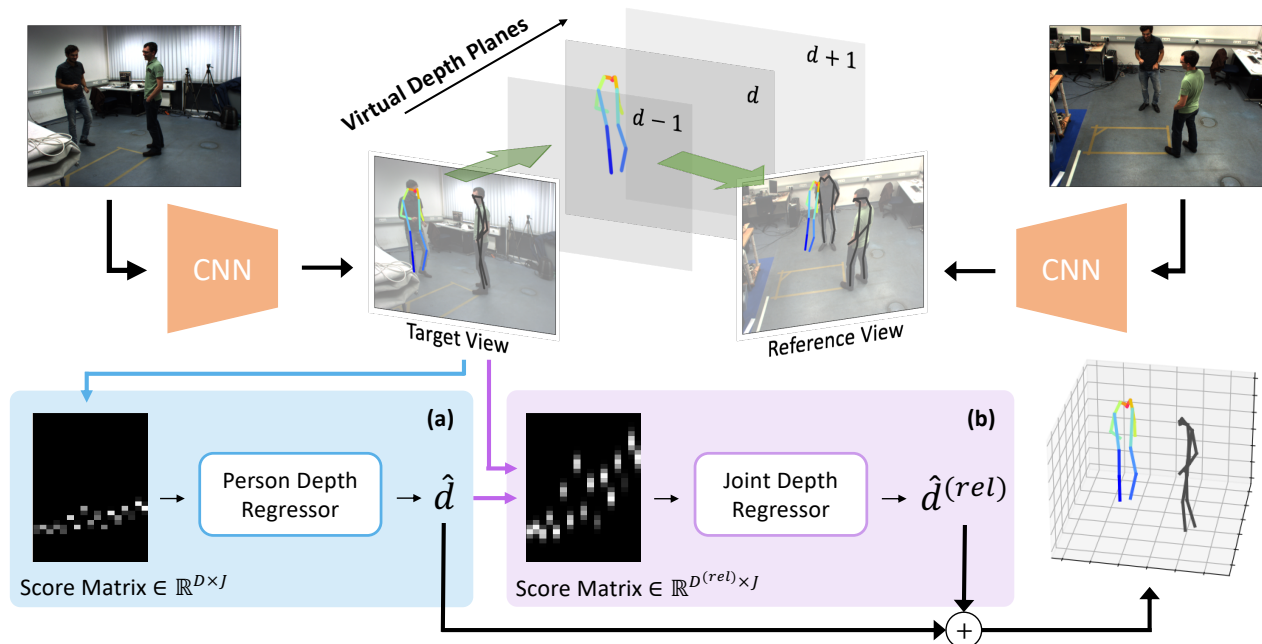 Virtual Depth Planes
d + 1
d
d − 1
CNN
CNN
Target View
Reference View
(a)
(b)
Person Depth
Regressor
d̂
Joint Depth
Regressor
d̂^(rel)
Score Matrix ∈ ℝ^{D×J}
Score Matrix ∈ ℝ^{D^(rel)×J}
+